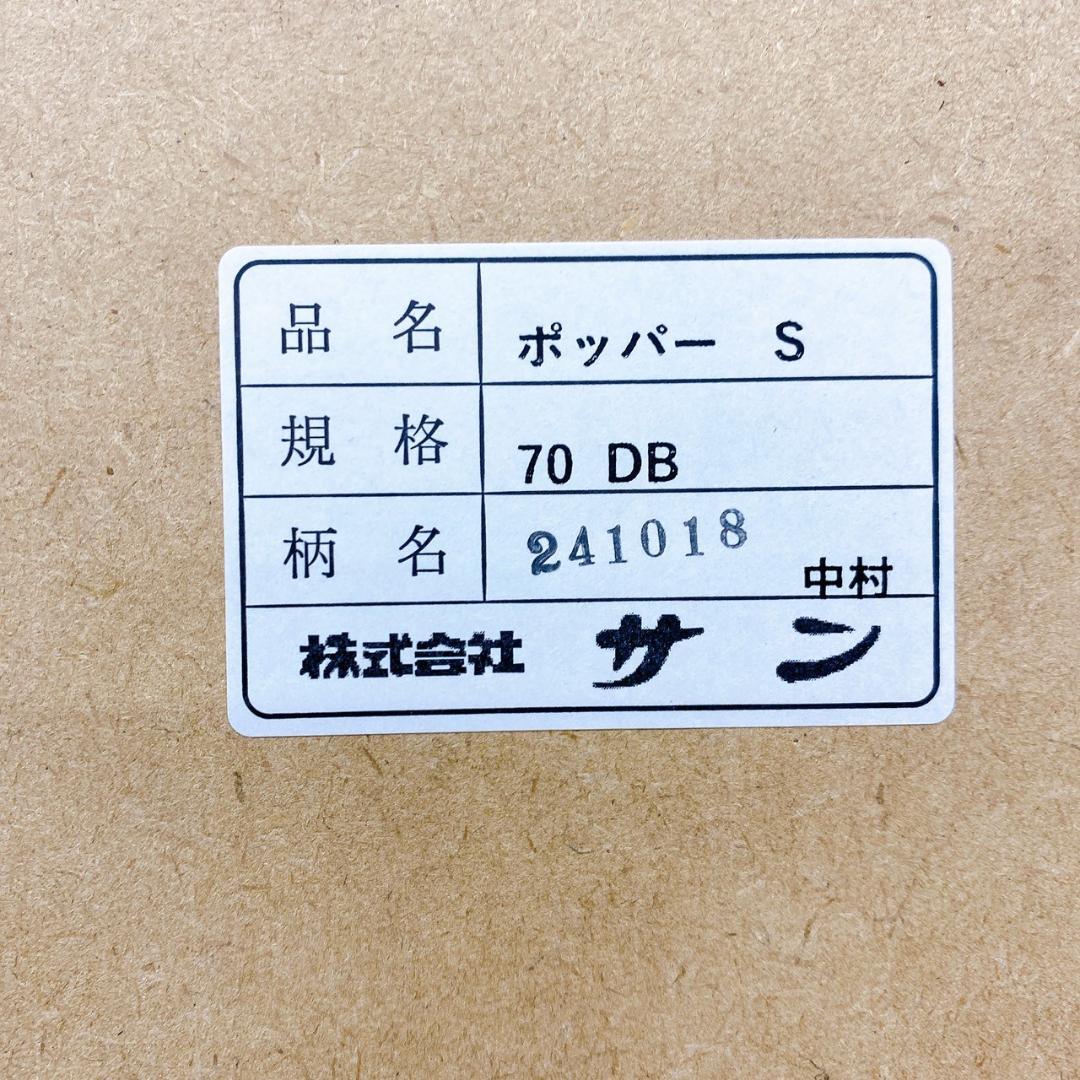 品 名 ポッパー S
規 格 70 DB
柄 名 241018
中村
株式会社 サン